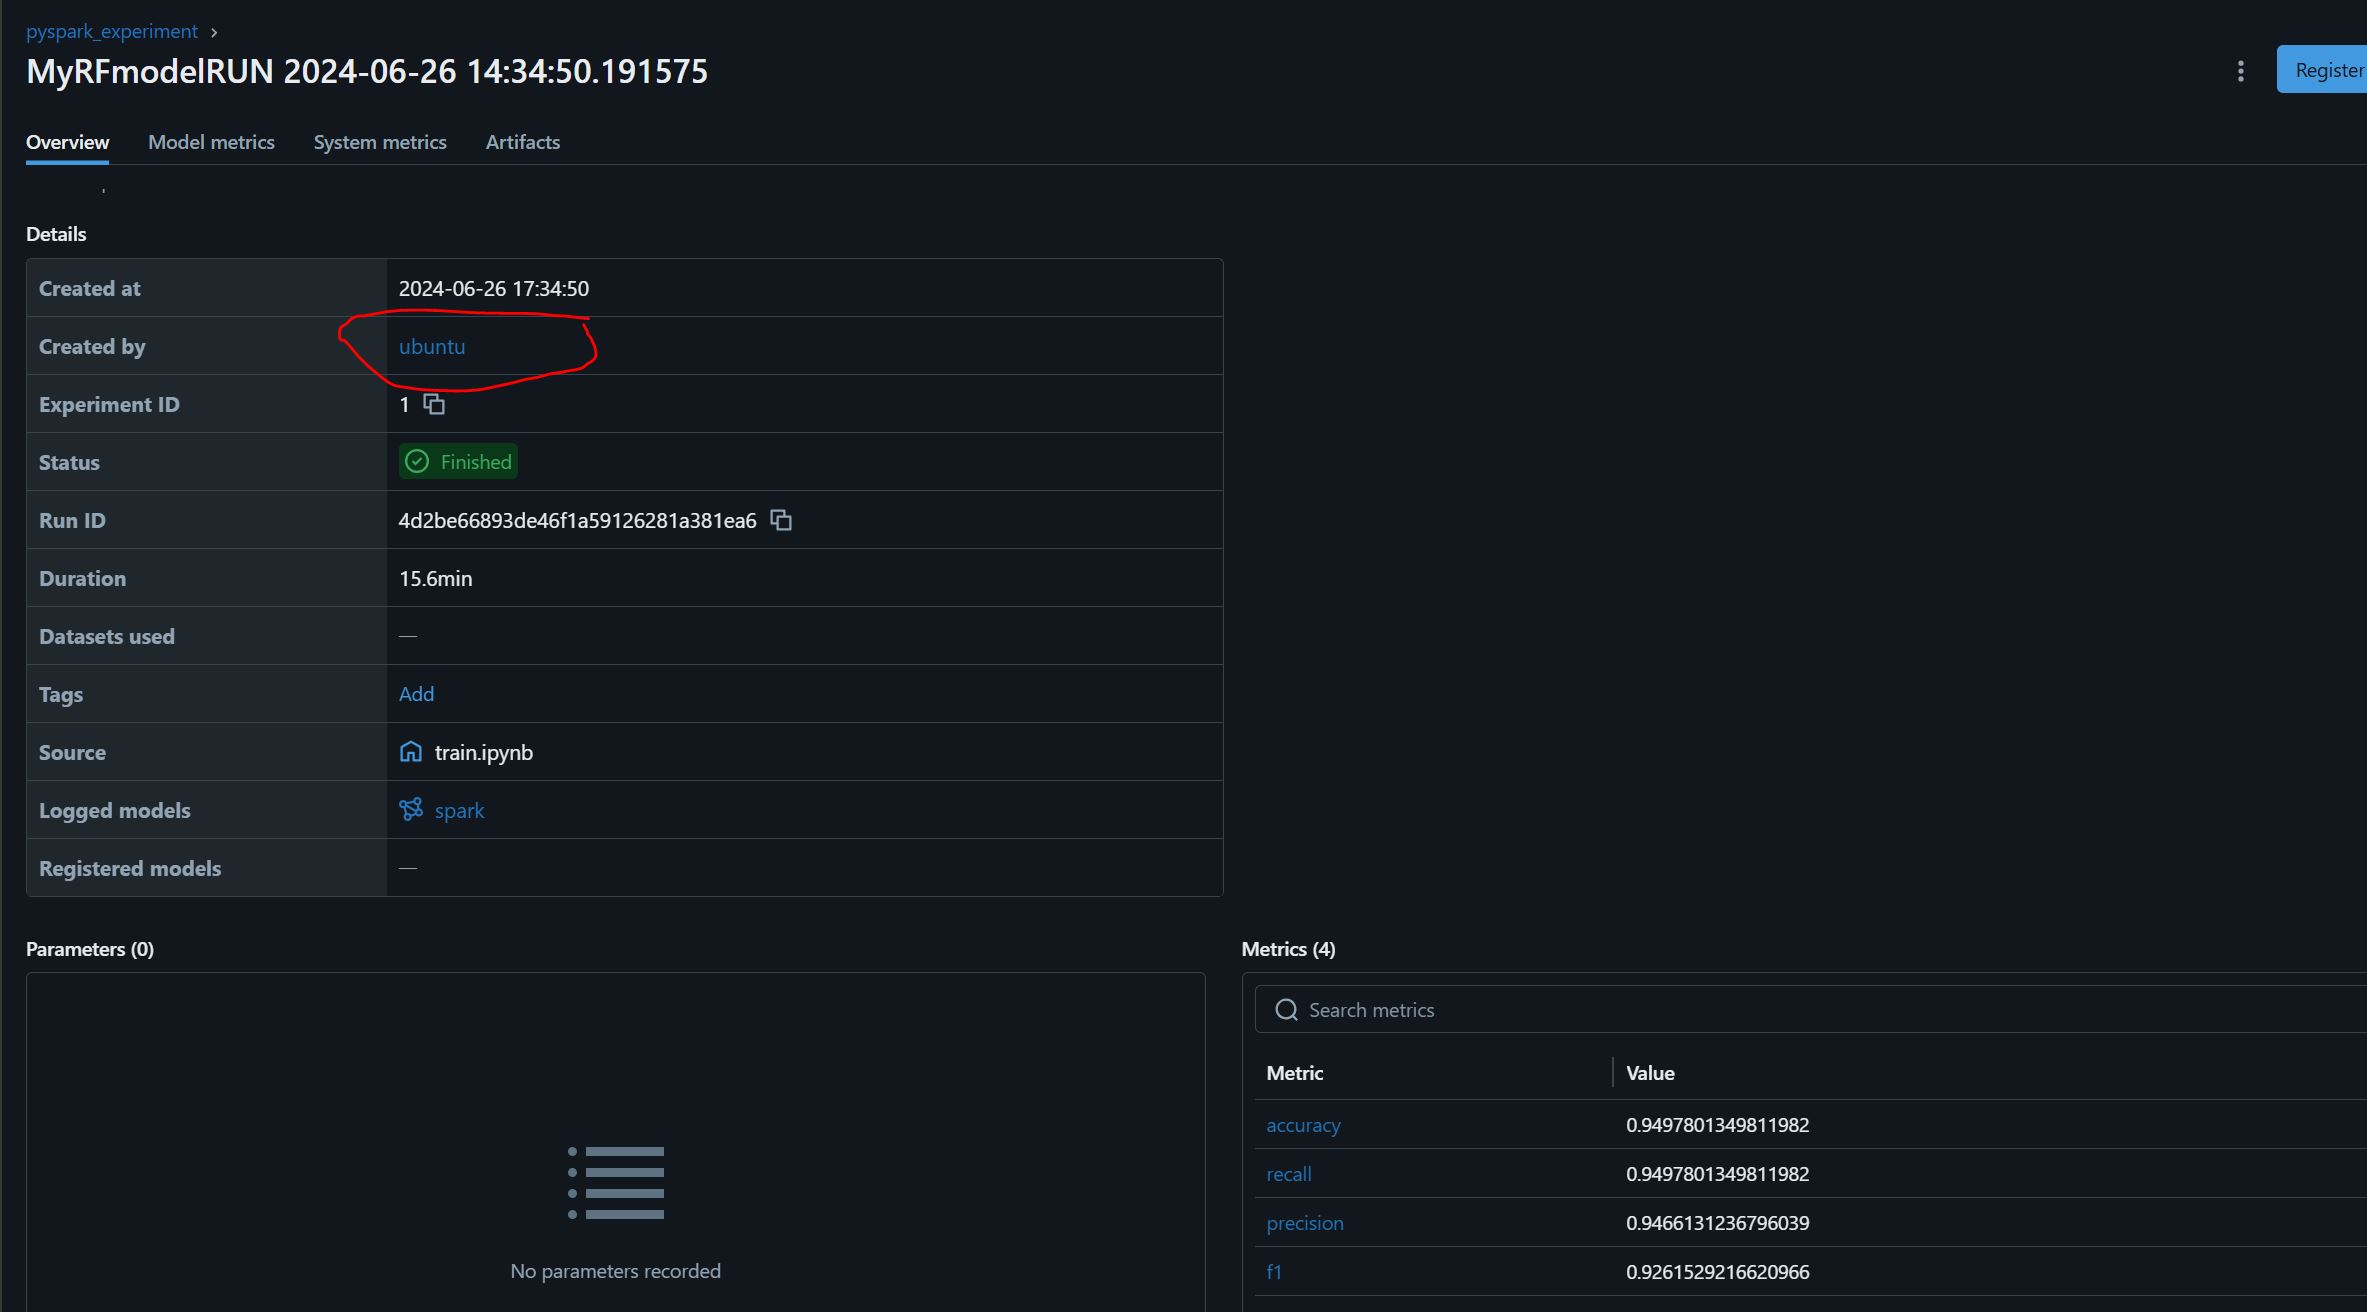 pyspark_experiment
MyRFmodelRUN 2024-06-26 14:34:50.191575
Register
Overview Model metrics System metrics Artifacts
Details
Created at 2024-06-26 17:34:50
Created by ubuntu
Experiment ID 1
Status Finished
Run ID 4d2be66893de46f1a59126281a381ea6
Duration 15.6min
Datasets used —
Tags Add
Source train.ipynb
Logged models spark
Registered models —
Parameters (0)
No parameters recorded
Metrics (4)
Search metrics
Metric Value
accuracy 0.9497801349811982
recall 0.9497801349811982
precision 0.9466131236796039
f1 0.9261529216620966